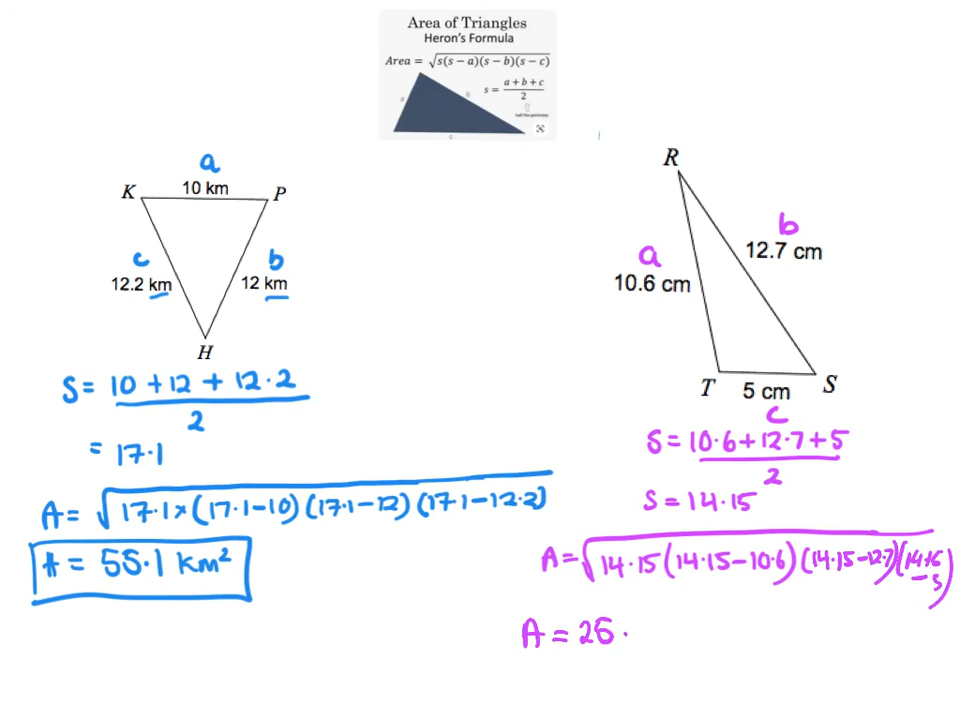 Area of Triangles
Heron's Formula
Area = √s(s − a)(s − b)(s − c)
s = a + b + c / 2
half the perimeter
a
K 10 km P
c b
12.2 km 12 km
H
S = 10 + 12 + 12.2 / 2
= 17.1
A = √17.1 × (17.1 − 10) (17.1 − 12) (17.1 − 12.2)
A = 55.1 km²
R
b
12.7 cm
a
10.6 cm
T 5 cm S
c
S = 10.6 + 12.7 + 5 / 2
S = 14.15
A = √14.15 (14.15 − 10.6) (14.15 − 12.7) (14.15 − 5)
A = 25.